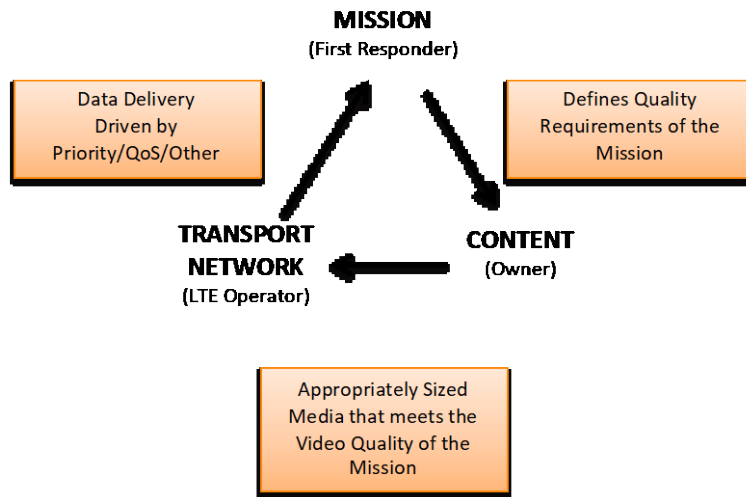 MISSION
(First Responder)
Data Delivery
Driven by
Priority/QoS/Other
Defines Quality
Requirements of the
Mission
TRANSPORT
NETWORK
(LTE Operator)
CONTENT
(Owner)
Appropriately Sized
Media that meets the
Video Quality of the
Mission